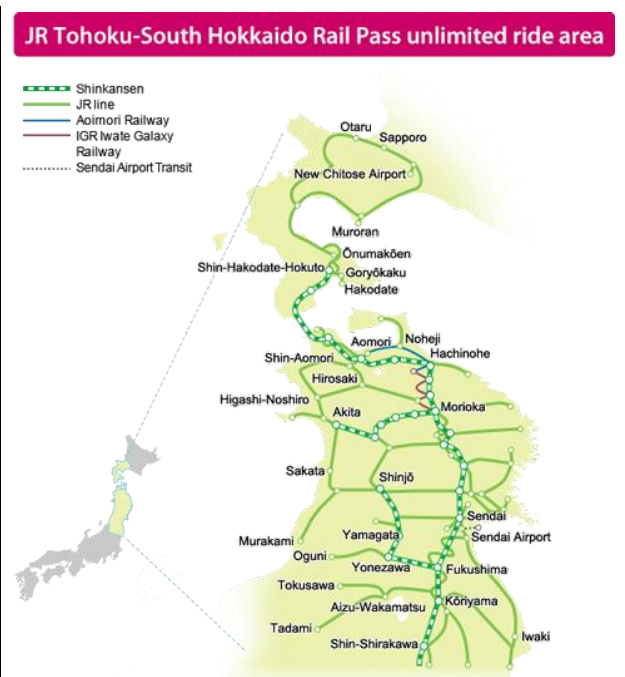 JR Tohoku-South Hokkaido Rail Pass unlimited ride area
Shinkansen
JR line
Aoimori Railway
IGR Iwate Galaxy
Railway
Sendai Airport Transit
Otaru
Sapporo
New Chitose Airport
Muroran
Ōnumakōen
Shin-Hakodate-Hokuto
Goryōkaku
Hakodate
Noheji
Aomori
Hachinohe
Shin-Aomori
Hirosaki
Higashi-Noshiro
Akita
Morioka
Sakata
Shinjō
Sendai
Murakami
Yamagata
Sendai Airport
Oguni
Yonezawa
Fukushima
Tokusawa
Aizu-Wakamatsu
Kōriyama
Tadami
Iwaki
Shin-Shirakawa